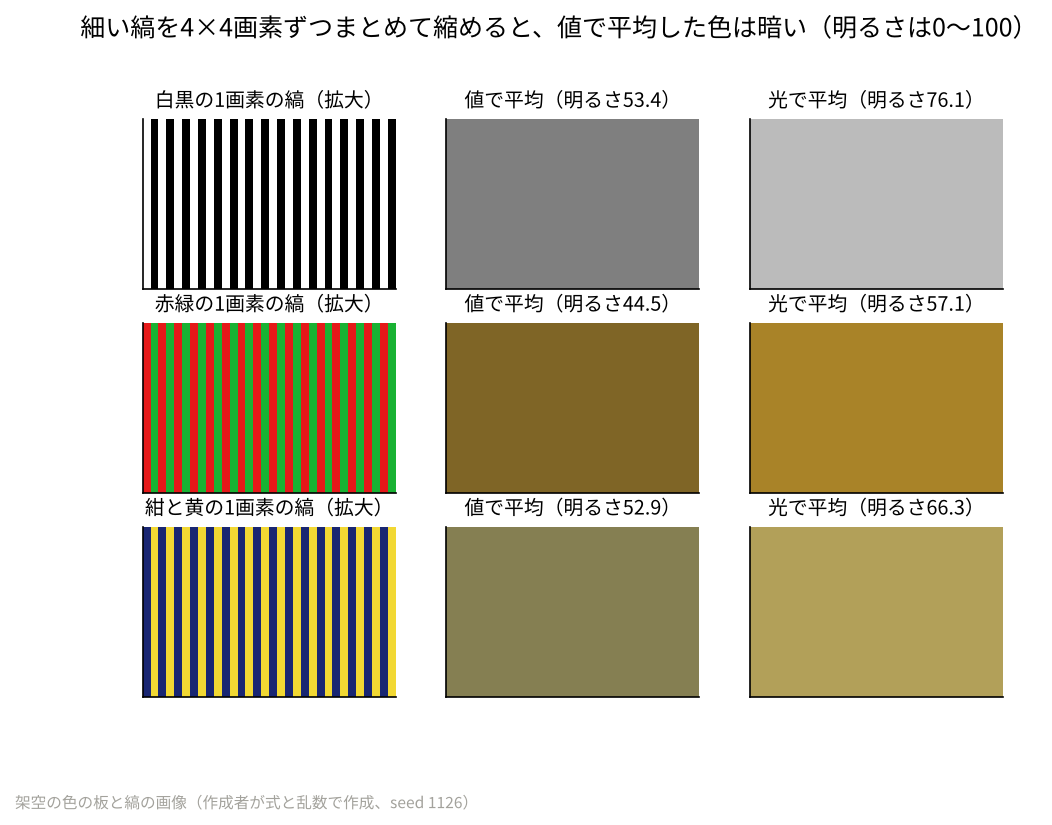 細い縞を4×4画素ずつまとめて縮めると、値で平均した色は暗い（明るさは0〜100）
白黒の1画素の縞（拡大）
値で平均（明るさ53.4）
光で平均（明るさ76.1）
赤緑の1画素の縞（拡大）
値で平均（明るさ44.5）
光で平均（明るさ57.1）
紺と黄の1画素の縞（拡大）
値で平均（明るさ52.9）
光で平均（明るさ66.3）
架空の色の板と縞の画像（作成者が式と乱数で作成、seed 1126）